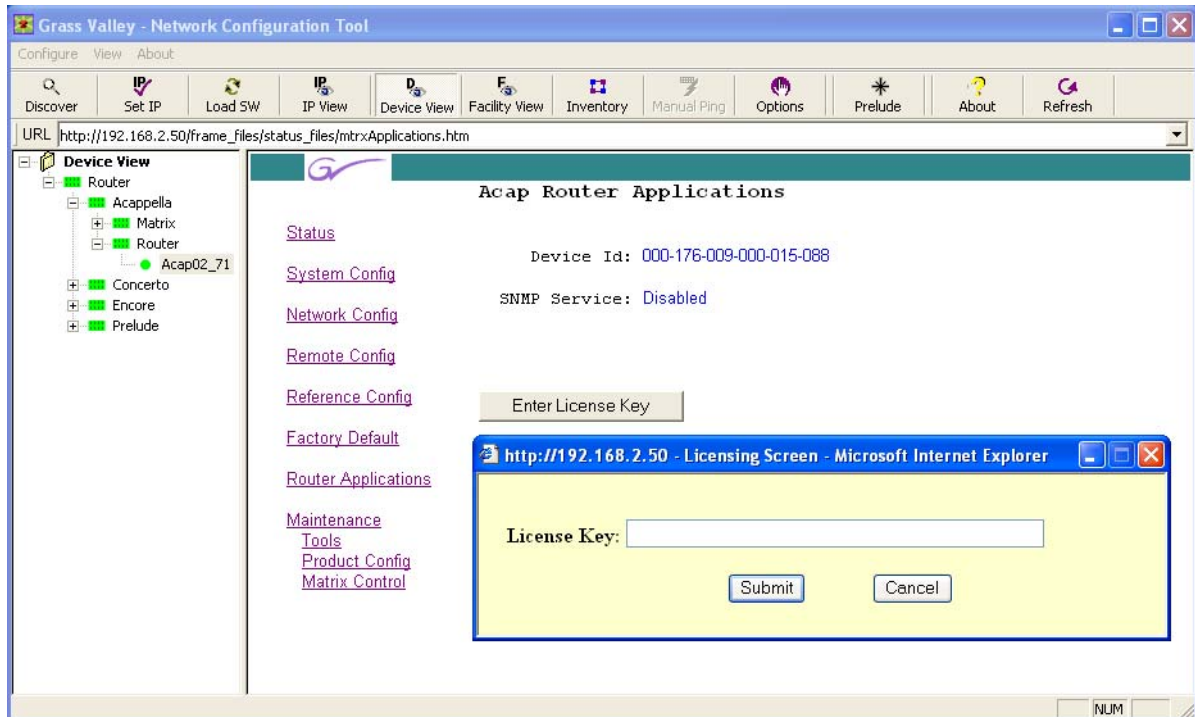 Grass Valley - Network Configuration Tool
Configure View About
Discover Set IP Load SW IP View Device View Facility View Inventory Manual Ping Options Prelude About Refresh
URL http://192.168.2.50/frame_files/status_files/mtrxApplications.htm
Device View
Router
Acappella
Matrix
Router
Acap02_71
Concerto
Encore
Prelude
Acap Router Applications
Status
System Config
Network Config
Remote Config
Reference Config
Factory Default
Router Applications
Maintenance
Tools
Product Config
Matrix Control
Device Id: 000-176-009-000-015-088
SNMP Service: Disabled
Enter License Key
http://192.168.2.50 - Licensing Screen - Microsoft Internet Explorer
License Key:
Submit Cancel
NUM